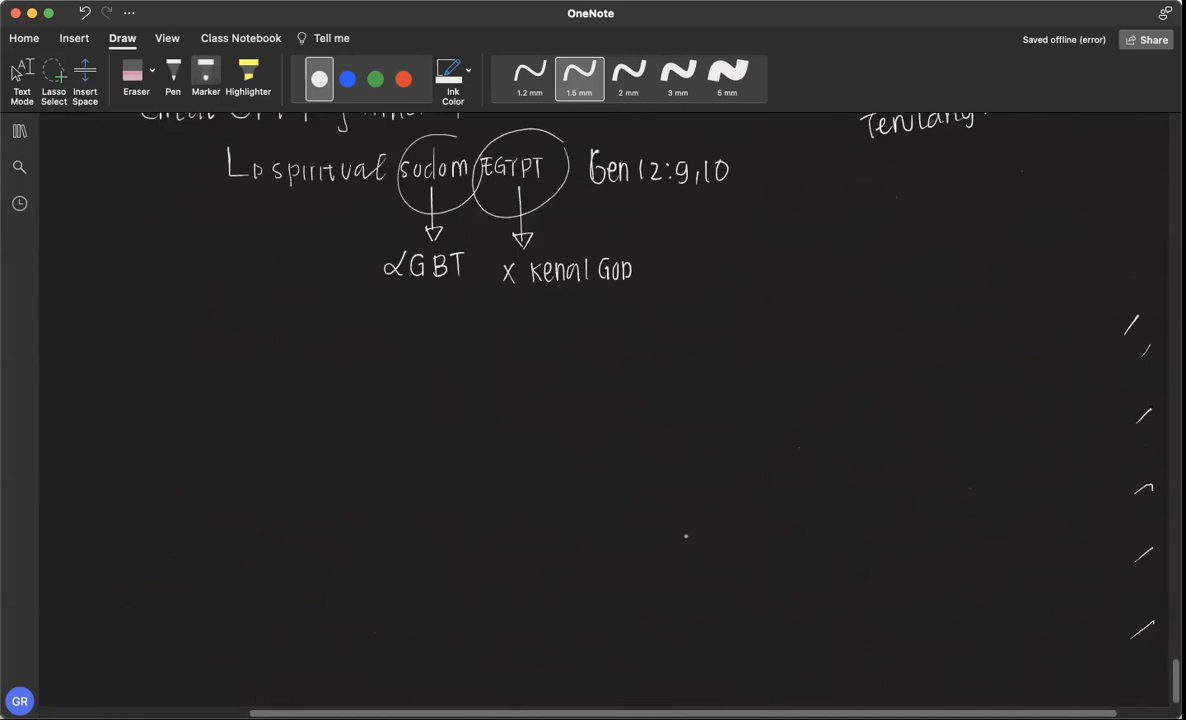 OneNote
Home Insert Draw View Class Notebook Tell me
Saved offline (error) Share
Text Mode
Lasso Select
Insert Space
Eraser
Pen
Marker
Highlighter
Ink Color
1.2 mm 1.5 mm 2 mm 3 mm 5 mm
Terulang
spiritual sodom EGYPT Gen 12:9,10
LGBT x kenal GOD
GR